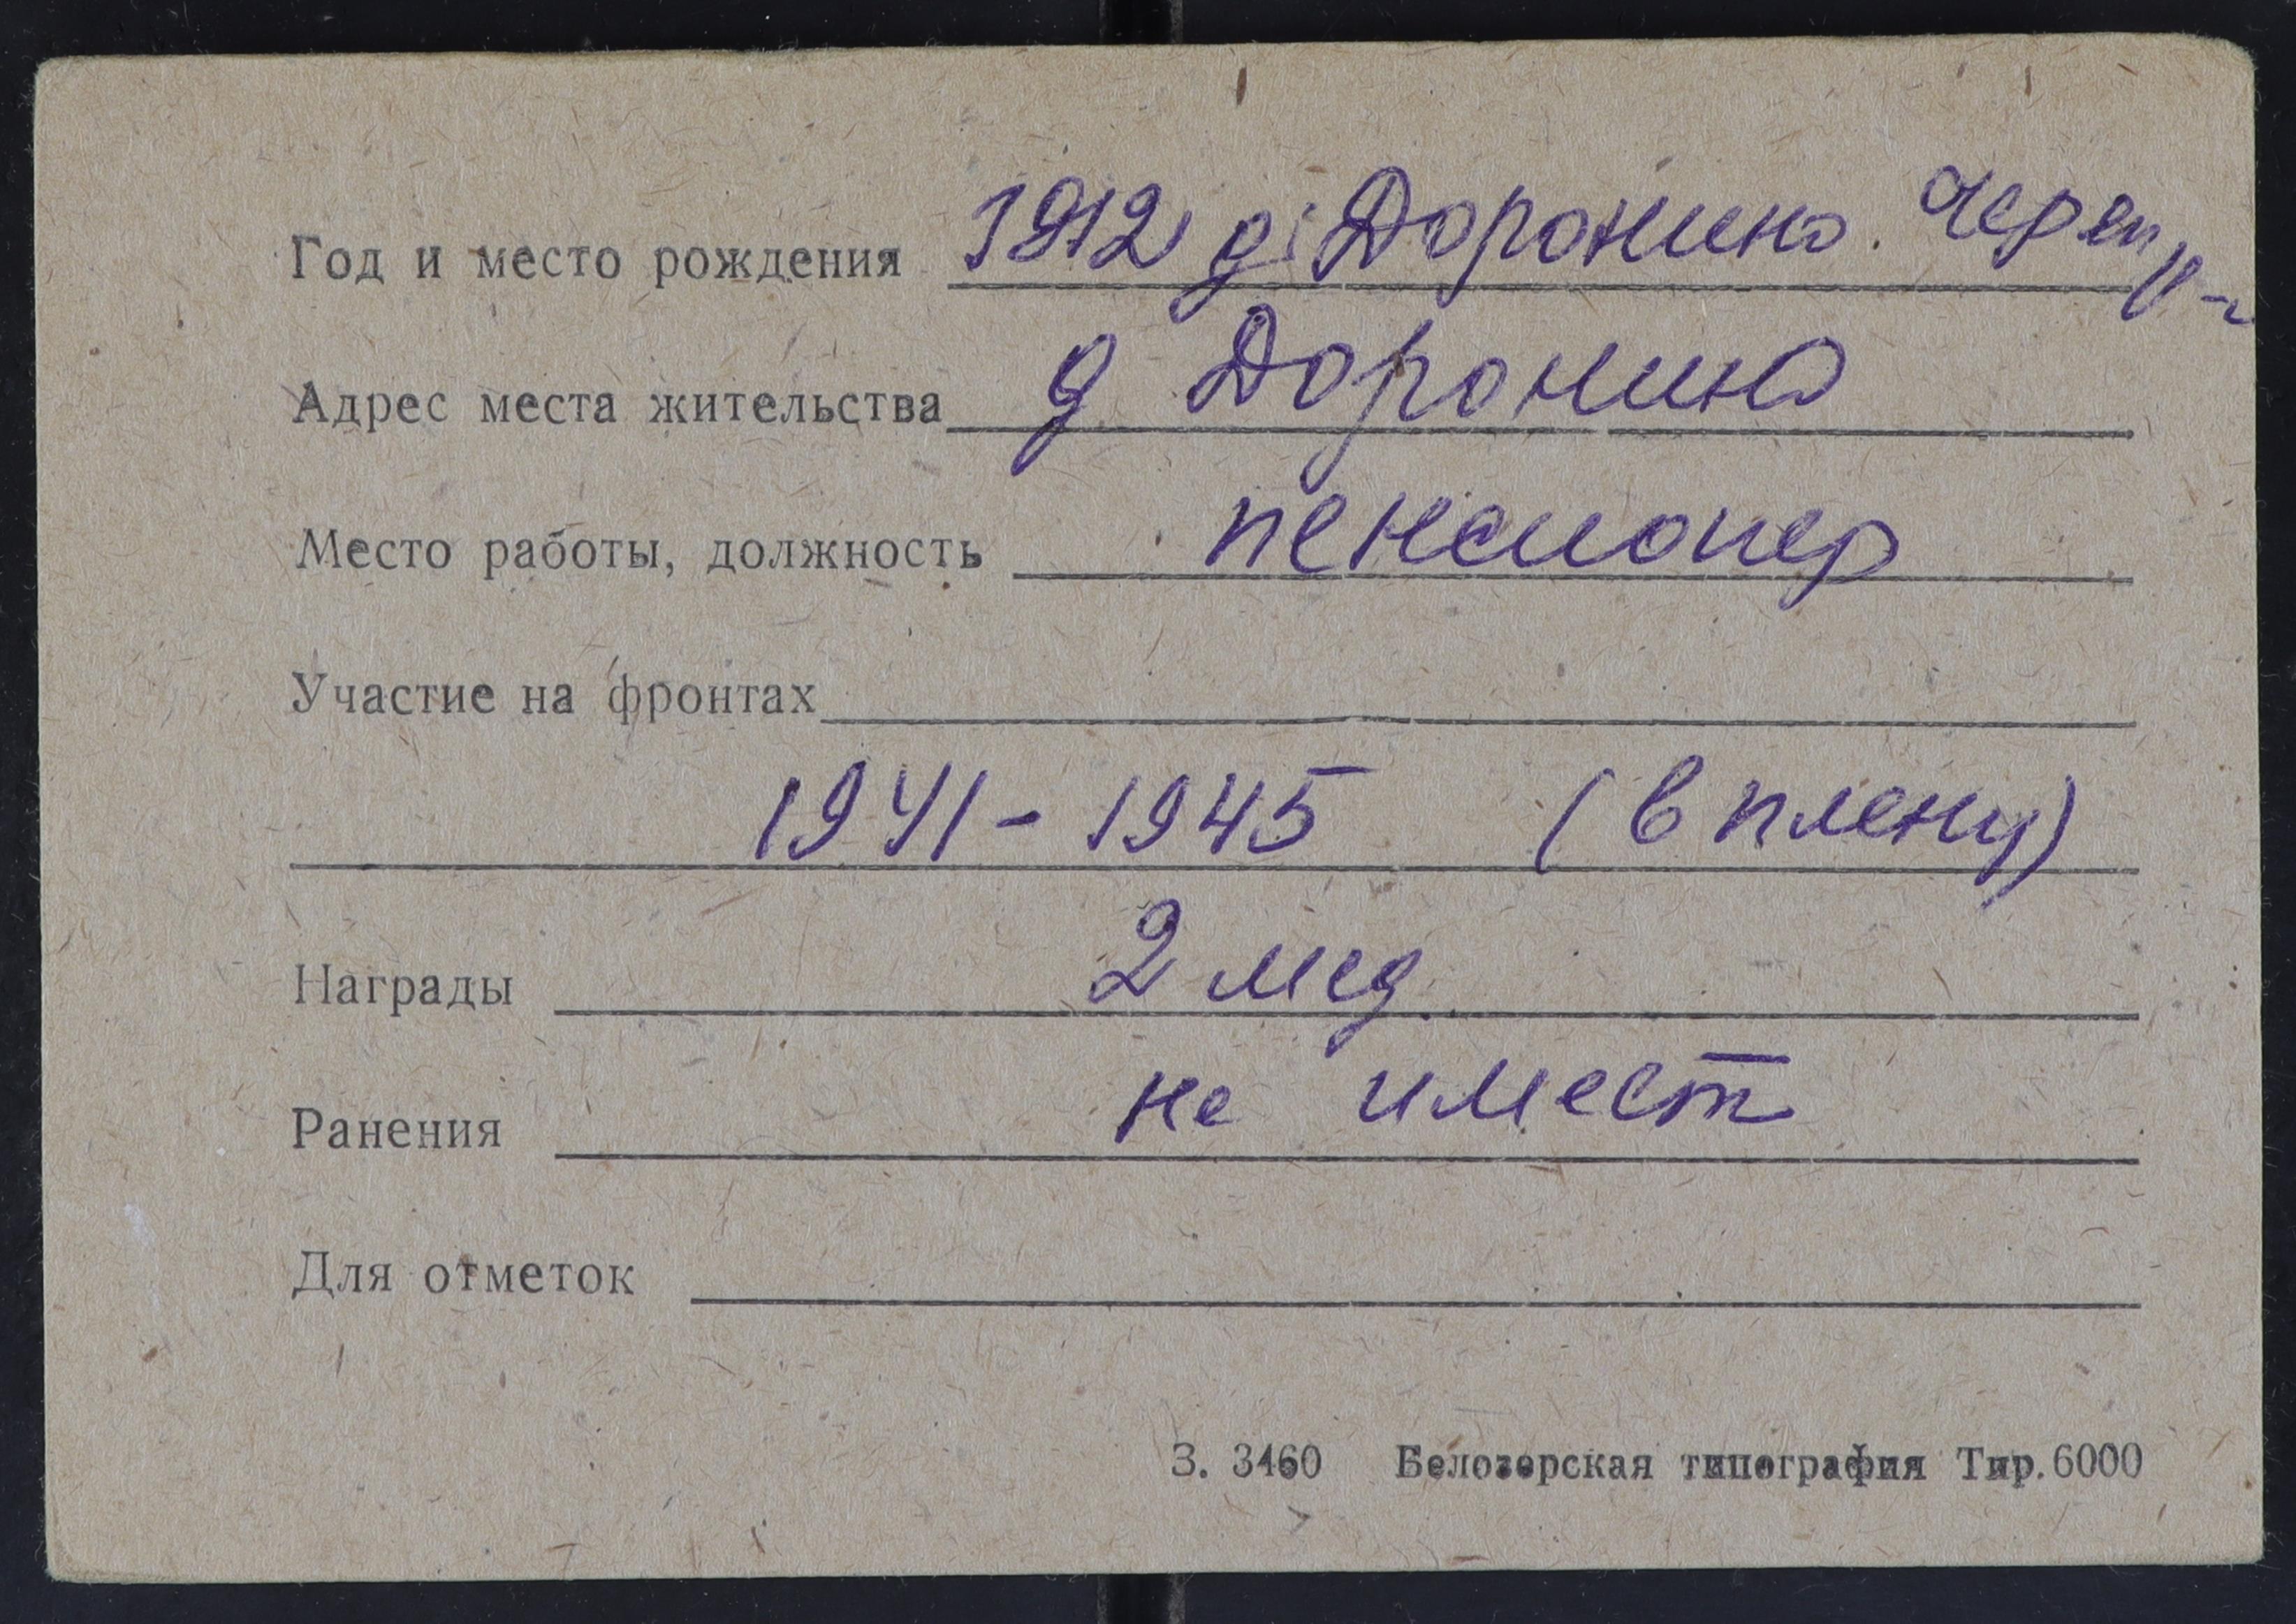 Год и место рождения 1912 д. Доронино. Череп р-н
Адрес места жительства д Доронино
Место работы, должность пенсионер
Участие на фронтах
1941-1945 (в плену)
Награды 2 мед.
Ранения не имеет
Для отметок
З. 3460 Белозерская типография Тир. 6000